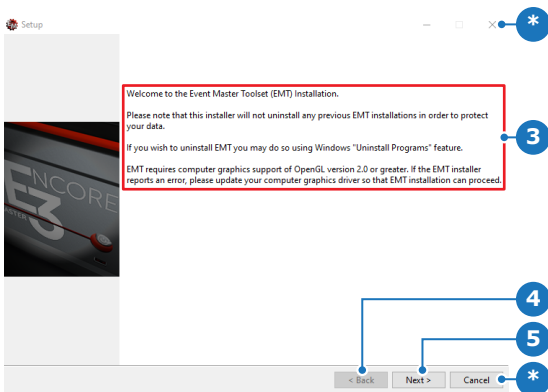 Setup
*
Welcome to the Event Master Toolset (EMT) Installation.
Please note that this installer will not uninstall any previous EMT installations in order to protect
your data.
If you wish to uninstall EMT you may do so using Windows "Uninstall Programs" feature.
EMT requires computer graphics support of OpenGL version 2.0 or greater. If the EMT installer
reports an error, please update your computer graphics driver so that EMT installation can proceed.
3
ENCORE
E3
MASTER
4
5
< Back
Next >
Cancel
*